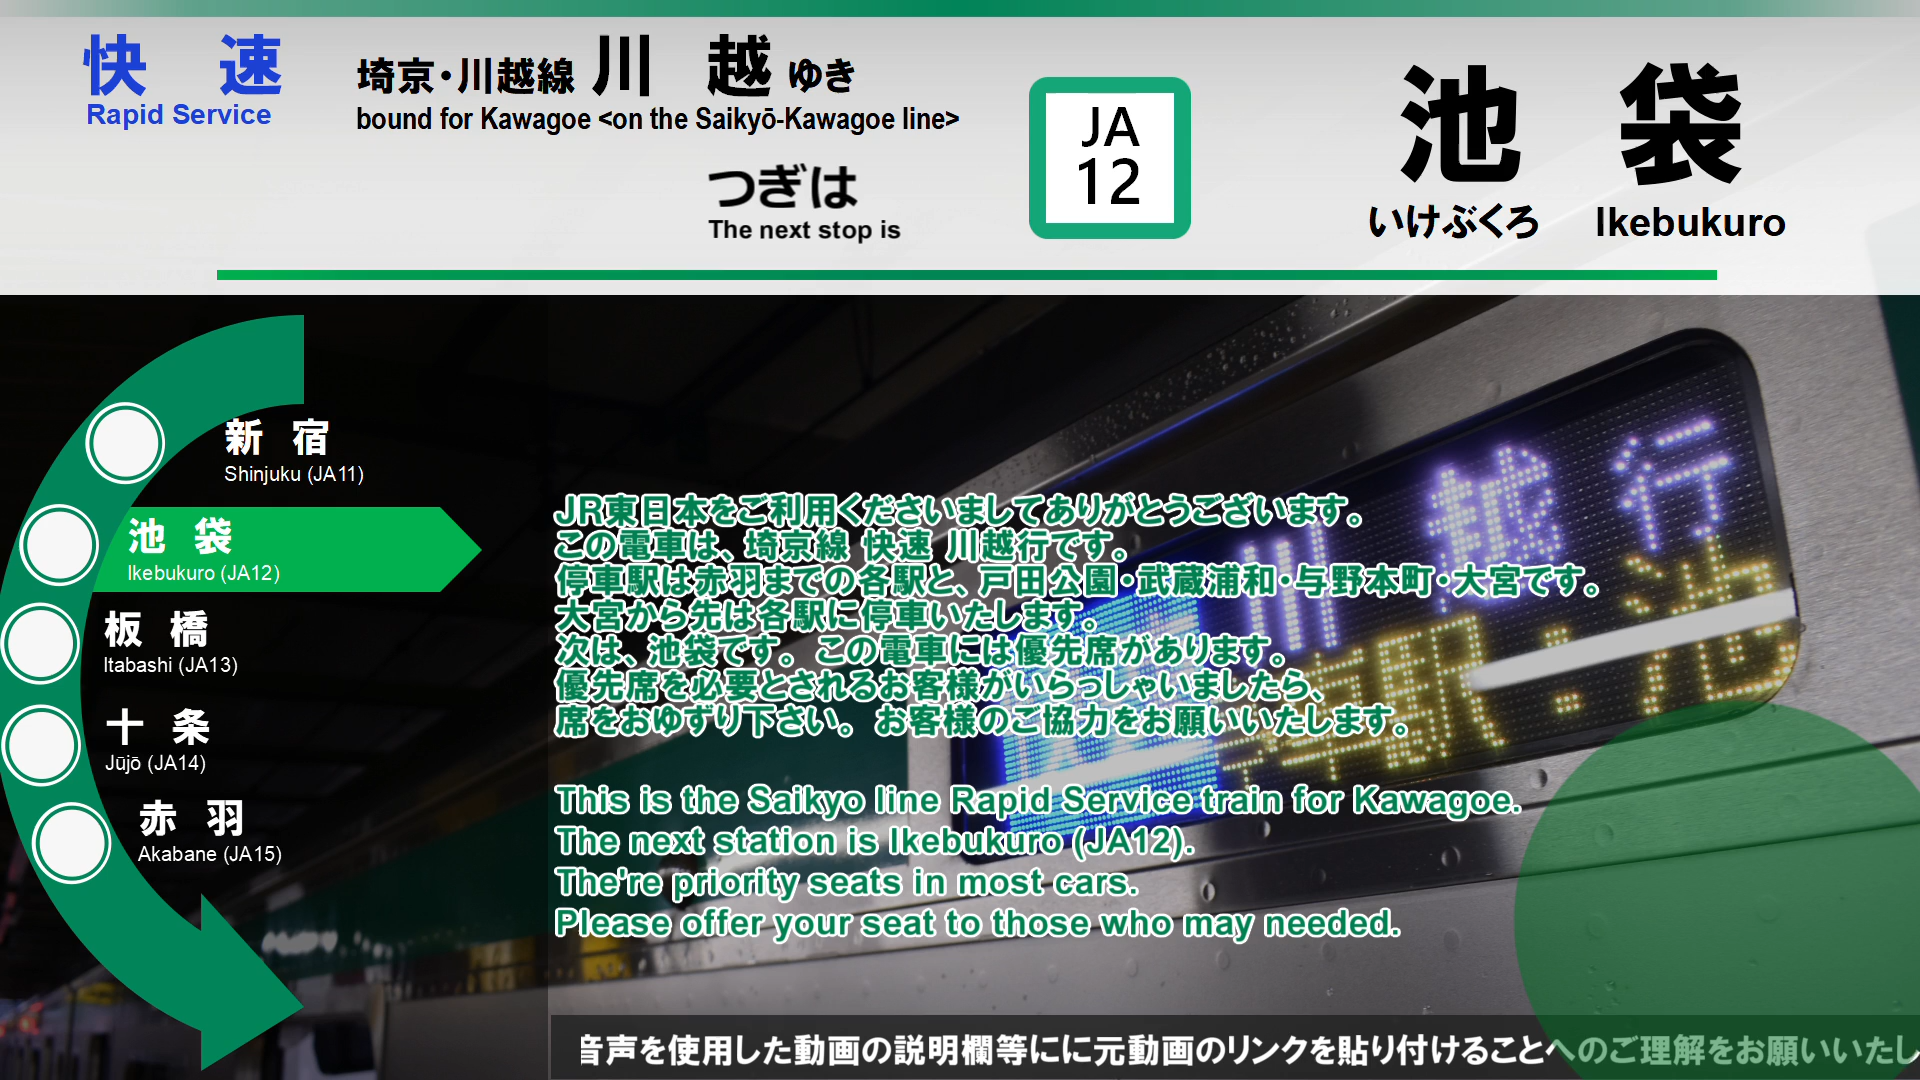 快速
Rapid Service
埼京・川越線 川越 ゆき
bound for Kawagoe <on the Saikyō-Kawagoe line>
つぎは
The next stop is
JA
12
池袋
いけぶくろ Ikebukuro
新宿
Shinjuku (JA11)
池袋
Ikebukuro (JA12)
板橋
Itabashi (JA13)
十条
Jūjō (JA14)
赤羽
Akabane (JA15)
川越行
駅:池
JR東日本をご利用くださいましてありがとうございます。
この電車は、埼京線 快速 川越行です。
停車駅は赤羽までの各駅と、戸田公園・武蔵浦和・与野本町・大宮です。
大宮から先は各駅に停車いたします。
次は、池袋です。この電車には優先席があります。
優先席を必要とされるお客様がいらっしゃいましたら、
席をおゆずり下さい。お客様のご協力をお願いいたします。
This is the Saikyo line Rapid Service train for Kawagoe.
The next station is Ikebukuro (JA12).
The're priority seats in most cars.
Please offer your seat to those who may needed.
音声を使用した動画の説明欄等にに元動画のリンクを貼り付けることへのご理解をお願いいたし